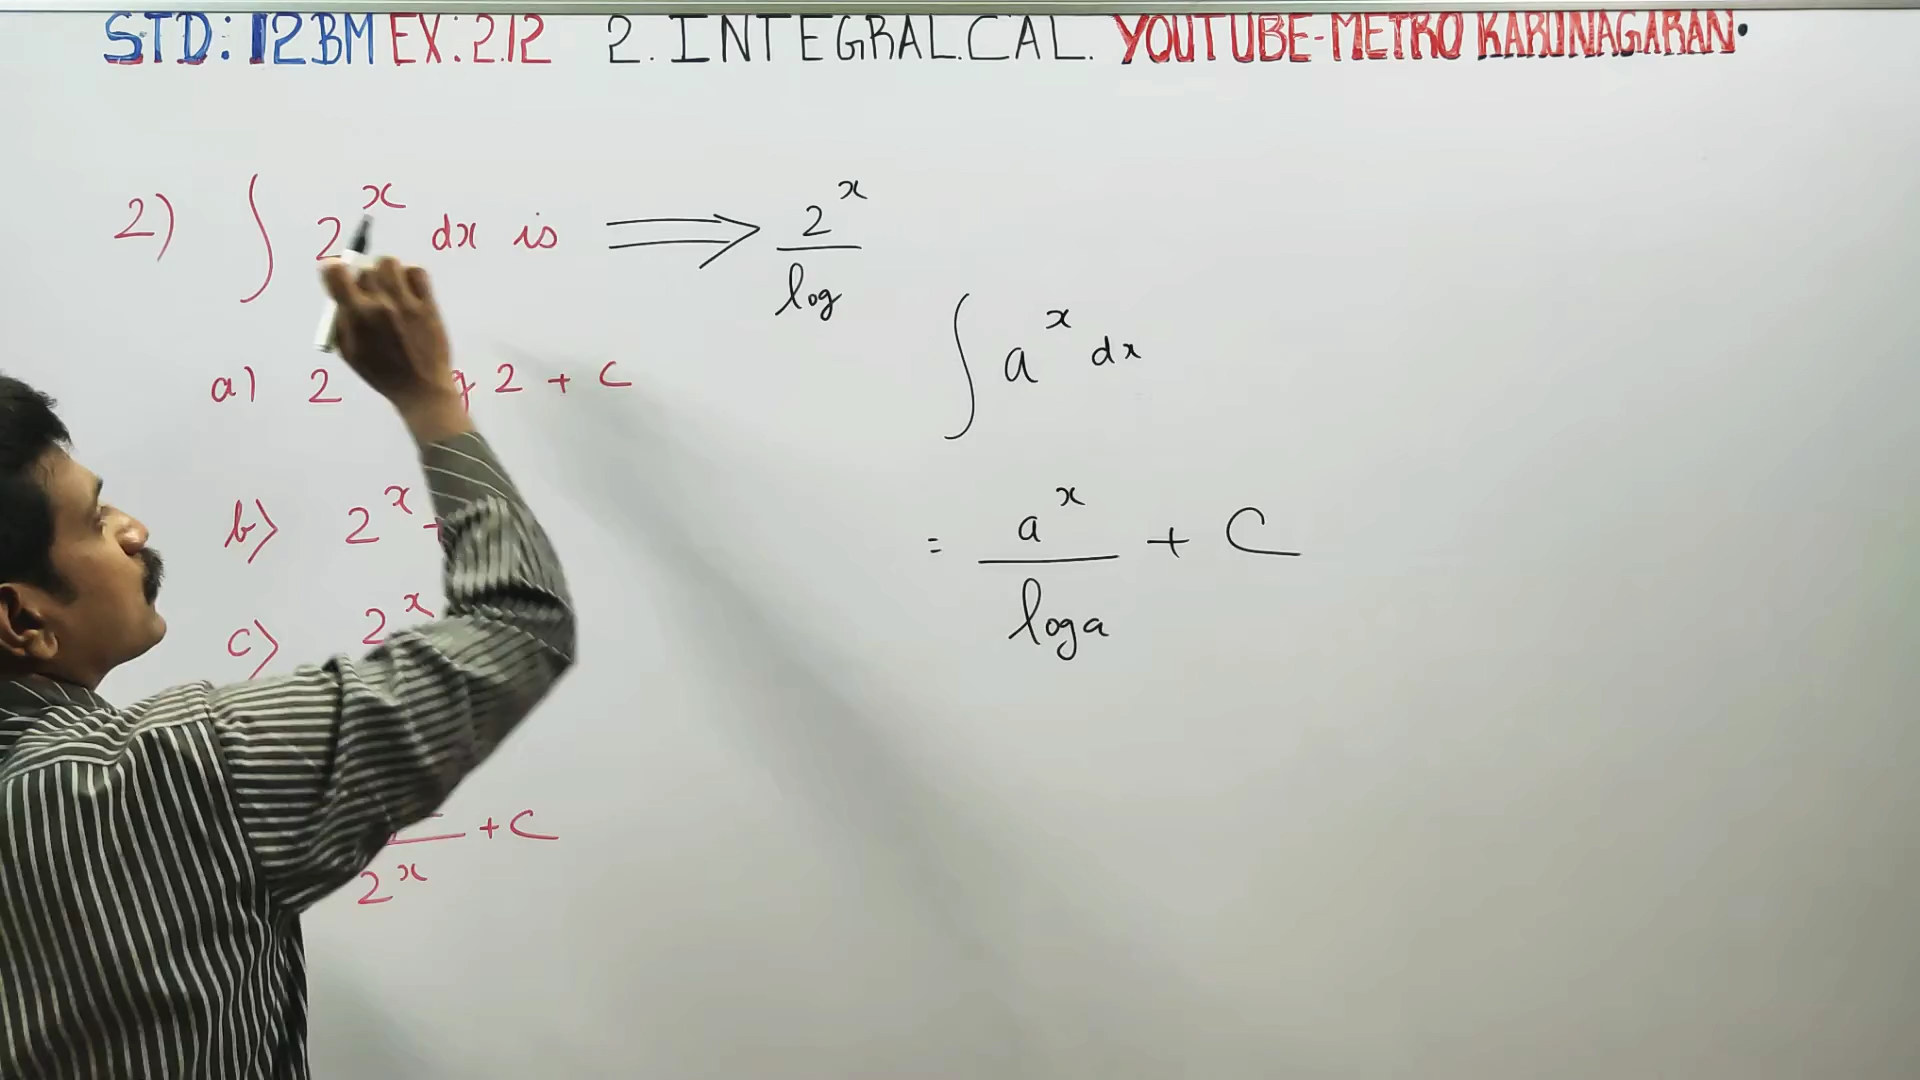 STD: 12BM EX: 2.12 2. INTEGRAL.CAL. YOUTUBE-METRO KARUNAGARAN.
2) ∫ 2^x dx is ⟹ 2^x / log
∫ a^x dx
a) 2 g 2 + C
= a^x / log a + C
b) 2^x +
c) 2^x
/ 2^x + C